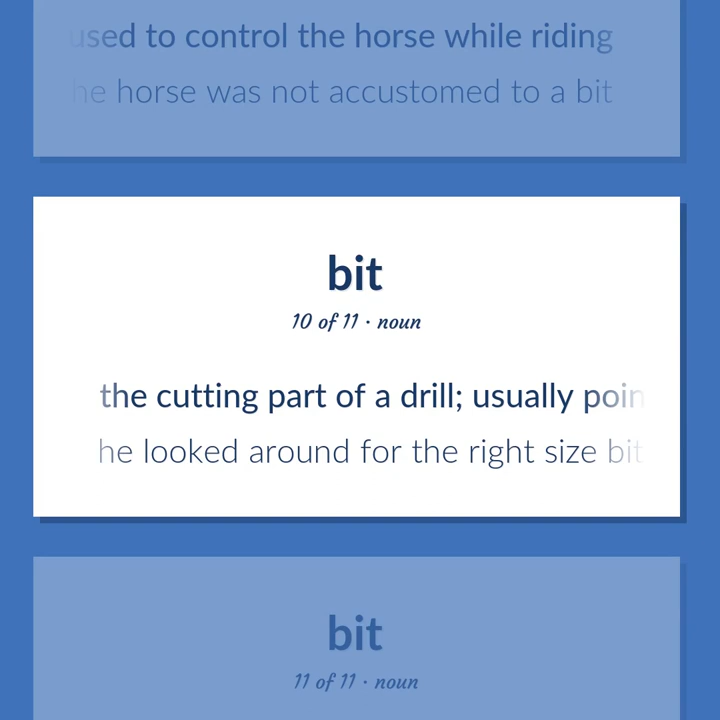 used to control the horse while riding
he horse was not accustomed to a bit
bit
10 of 11 · noun
the cutting part of a drill; usually poin
he looked around for the right size bit
bit
11 of 11 · noun